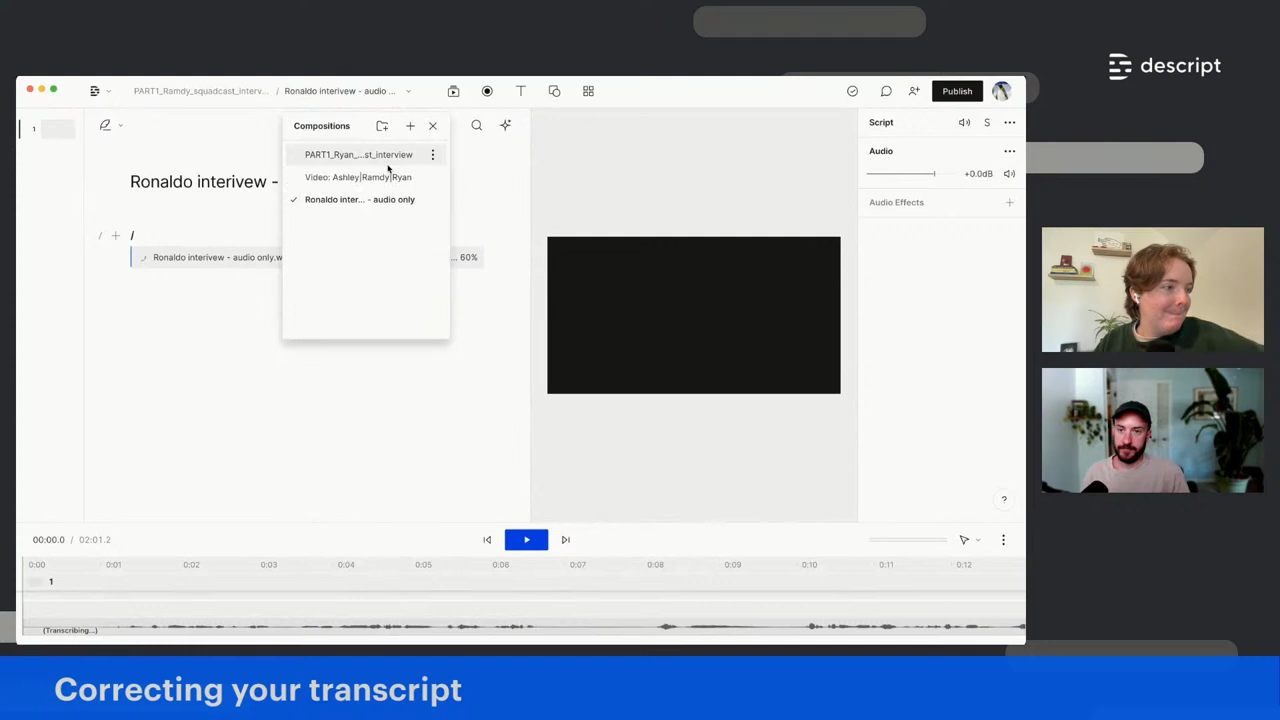 descript
PART1_Ramdy_squadcast_interv... / Ronaldo interivew - audio ...
Publish
1
Compositions
Script
S
PART1_Ryan_...st_interview
Audio
Video: Ashley|Ramdy|Ryan
+0.0dB
Ronaldo interivew -
Ronaldo inter... - audio only
Audio Effects
/ + /
Ronaldo interivew - audio only.w
... 60%
?
00:00.0 / 02:01.2
0:00 0:01 0:02 0:03 0:04 0:05 0:06 0:07 0:08 0:09 0:10 0:11 0:12
1
(Transcribing...)
Correcting your transcript